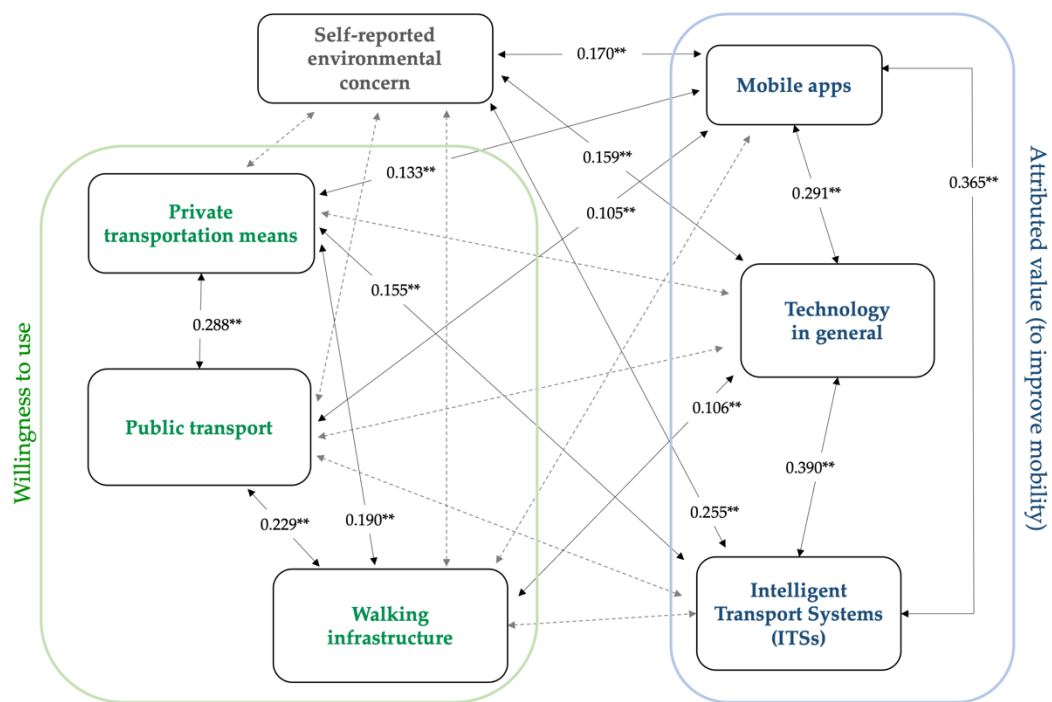 Self-reported
environmental
concern
0.170**
Mobile apps
0.159**
0.133**
0.291**
0.365**
0.105**
Private
transportation means
0.155**
Technology
in general
0.288**
Public transport
0.106**
0.390**
0.229**
0.190**
0.255**
Walking
infrastructure
Intelligent
Transport Systems
(ITSs)
Willingness to use
Attributed value (to improve mobility)